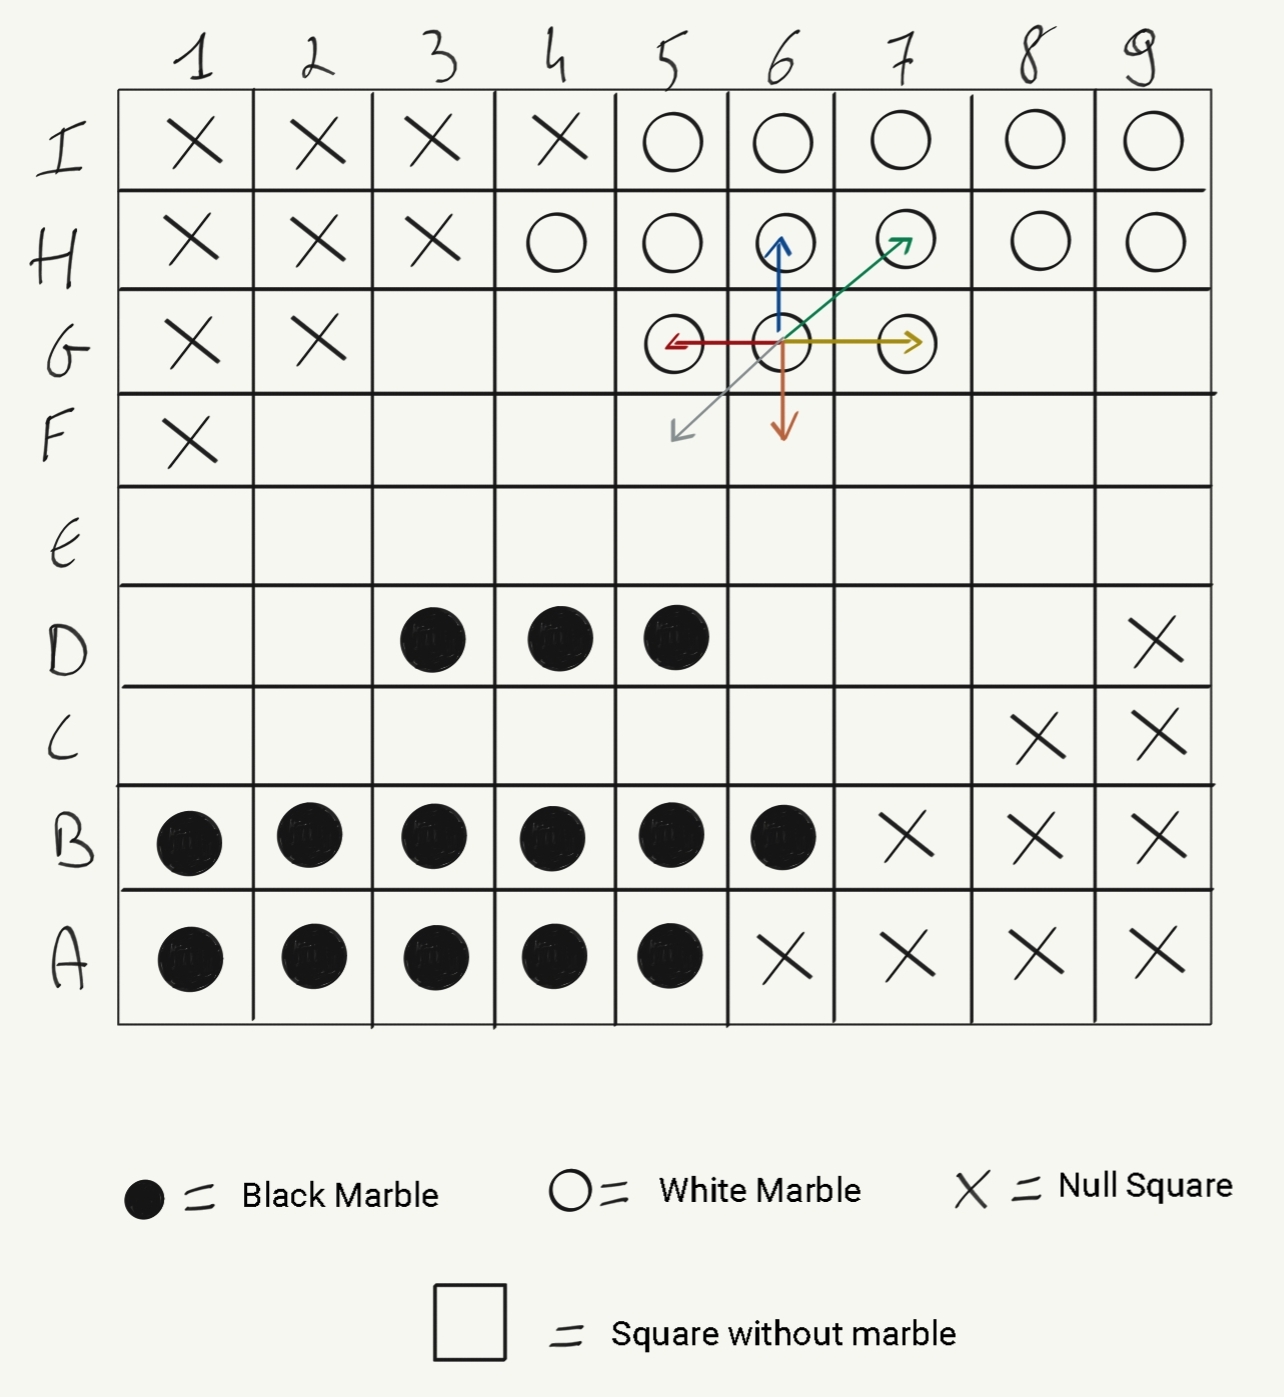 1 2 3 4 5 6 7 8 9
I
H
G
F
E
D
C
B
A
= Black Marble
= White Marble
= Null Square
= Square without marble